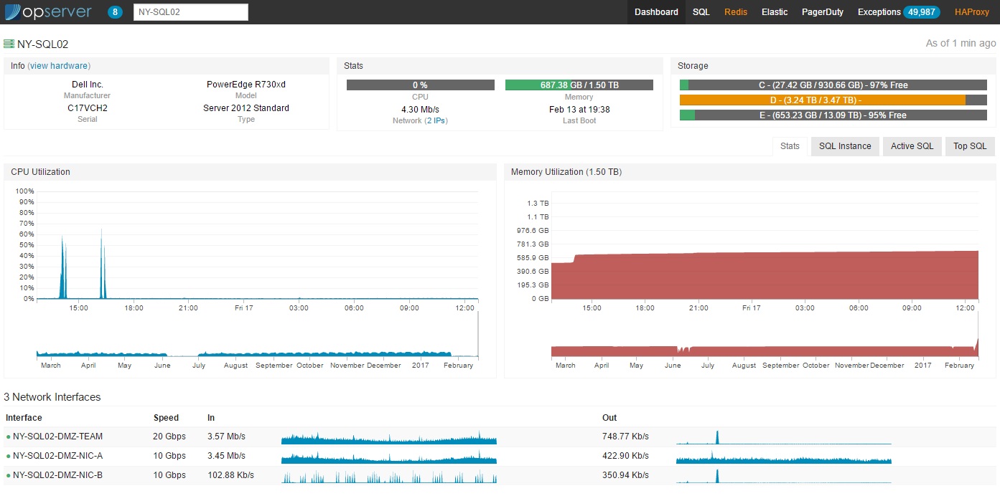 opserver 8 NY-SQL02 Dashboard SQL Redis Elastic PagerDuty Exceptions 49,987 HAProxy
NY-SQL02 As of 1 min ago
Info (view hardware)
Dell Inc. PowerEdge R730xd
Manufacturer Model
C17VCH2 Server 2012 Standard
Serial Type
Stats
0 % 687.38 GB / 1.50 TB
CPU Memory
4.30 Mb/s Feb 13 at 19:38
Network (2 IPs) Last Boot
Storage
C - (27.42 GB / 930.66 GB) - 97% Free
D - (3.24 TB / 3.47 TB) -
E - (653.23 GB / 13.09 TB) - 95% Free
Stats SQL Instance Active SQL Top SQL
CPU Utilization
100%
90%
80%
70%
60%
50%
40%
30%
20%
10%
0%
15:00 18:00 21:00 Fri 17 03:00 06:00 09:00 12:00
March April May June July August September October November December 2017 February
Memory Utilization (1.50 TB)
1.3 TB
1.1 TB
976.6 GB
781.3 GB
585.9 GB
390.6 GB
195.3 GB
0 GB
15:00 18:00 21:00 Fri 17 03:00 06:00 09:00 12:00
March April May June July August September October November December 2017 February
3 Network Interfaces
Interface Speed In Out
NY-SQL02-DMZ-TEAM 20 Gbps 3.57 Mb/s 748.77 Kb/s
NY-SQL02-DMZ-NIC-A 10 Gbps 3.45 Mb/s 422.90 Kb/s
NY-SQL02-DMZ-NIC-B 10 Gbps 102.88 Kb/s 350.94 Kb/s